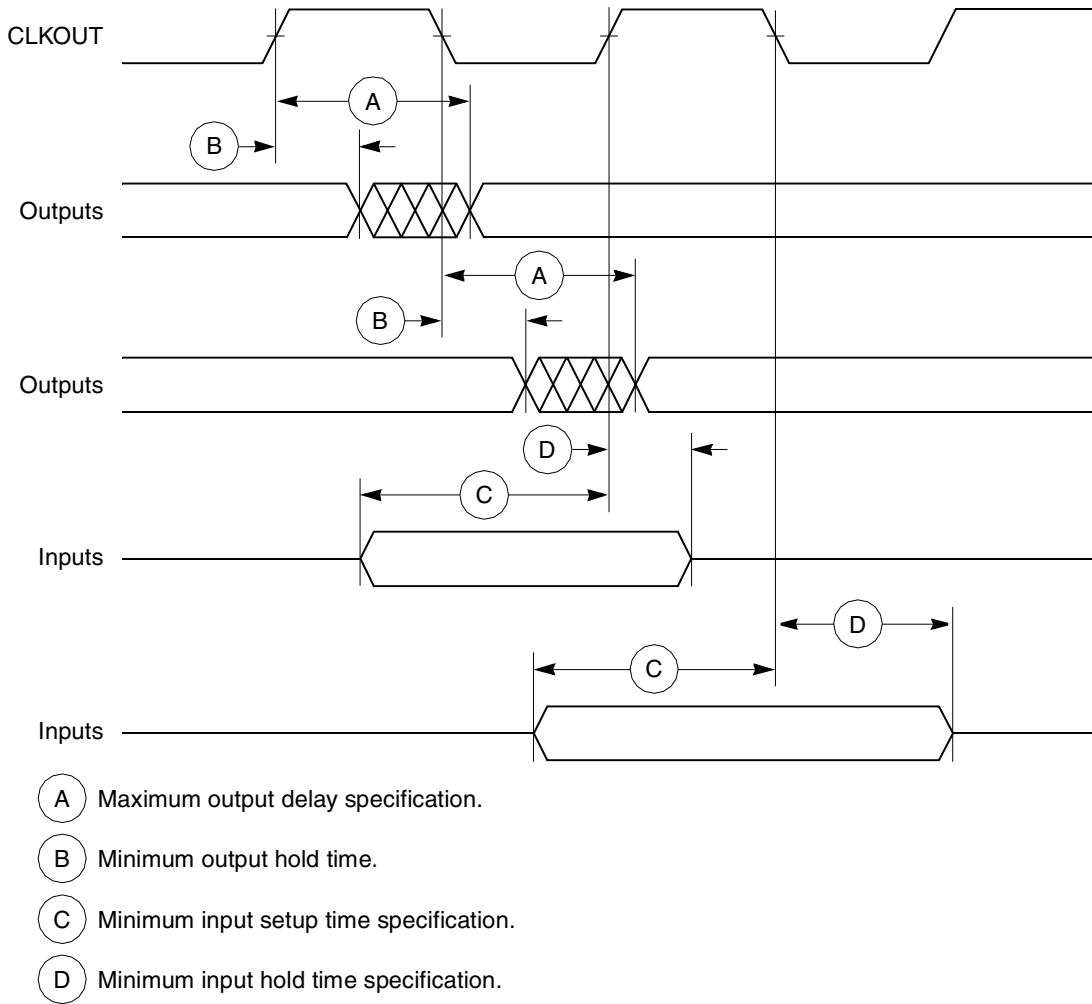 CLKOUT
A
B
Outputs
A
B
Outputs
D
C
Inputs
D
C
Inputs
A Maximum output delay specification.
B Minimum output hold time.
C Minimum input setup time specification.
D Minimum input hold time specification.